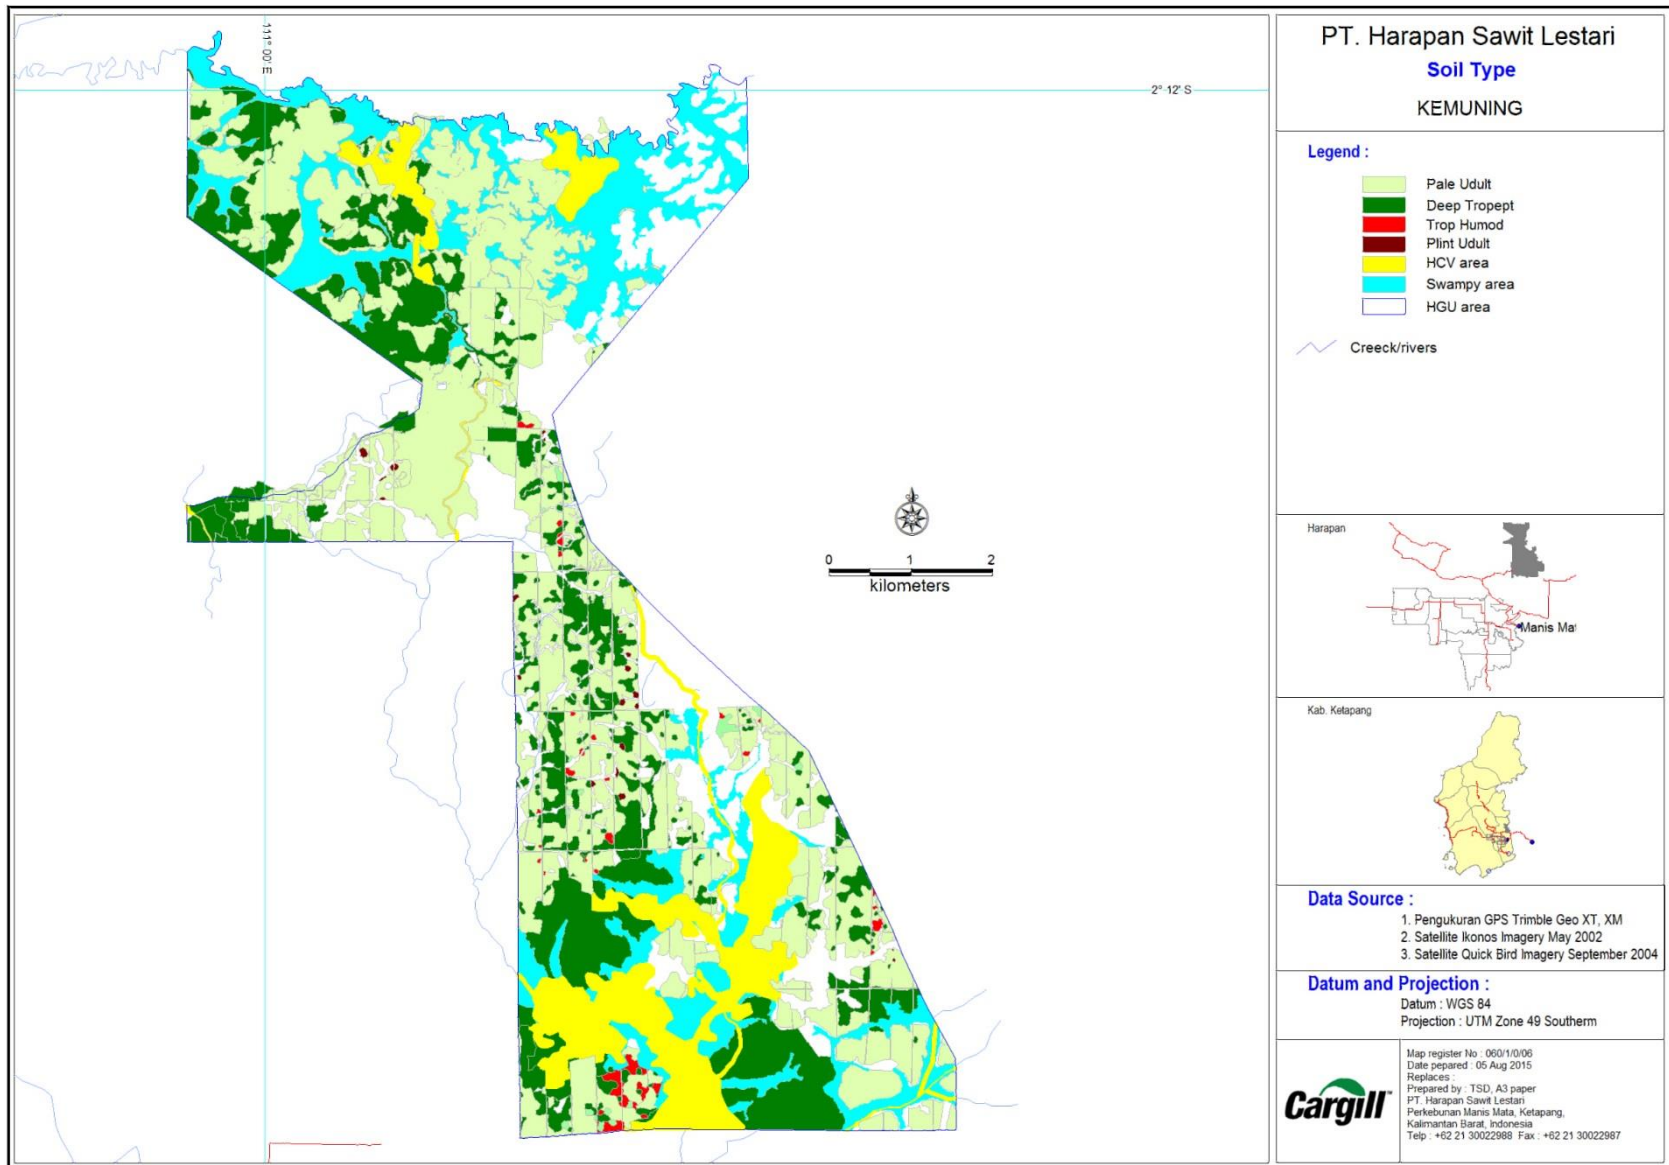 111° 00' E
2° 12' S
0 1 2
kilometers
PT. Harapan Sawit Lestari
Soil Type
KEMUNING
Legend :
Pale Udult
Deep Tropept
Trop Humod
Plint Udult
HCV area
Swampy area
HGU area
Creeck/rivers
Harapan
Manis Mat
Kab. Ketapang
Data Source :
1. Pengukuran GPS Trimble Geo XT, XM
2. Satellite Ikonos Imagery May 2002
3. Satellite Quick Bird Imagery September 2004
Datum and Projection :
Datum : WGS 84
Projection : UTM Zone 49 Southerm
Cargill™
Map register No : 060/1/0/06
Date pepared : 05 Aug 2015
Replaces :
Prepared by : TSD, A3 paper
PT. Harapan Sawit Lestari
Perkebunan Manis Mata, Ketapang,
Kalimantan Barat, Indonesia
Telp : +62 21 30022988 Fax : +62 21 30022987